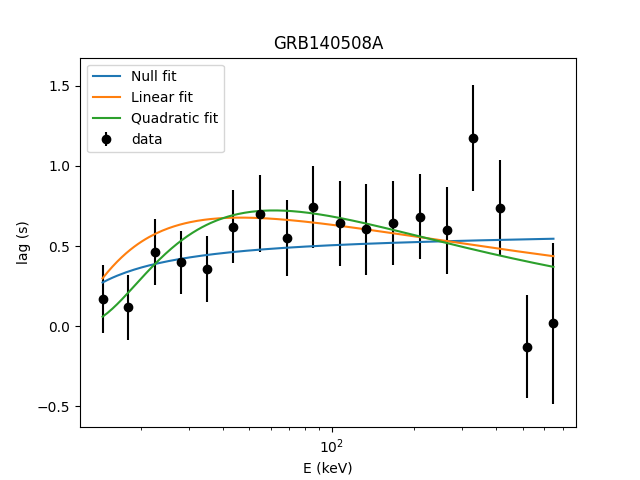 GRB140508A
Null fit
Linear fit
Quadratic fit
data
lag (s)
1.5
1.0
0.5
0.0
−0.5
10²
E (keV)